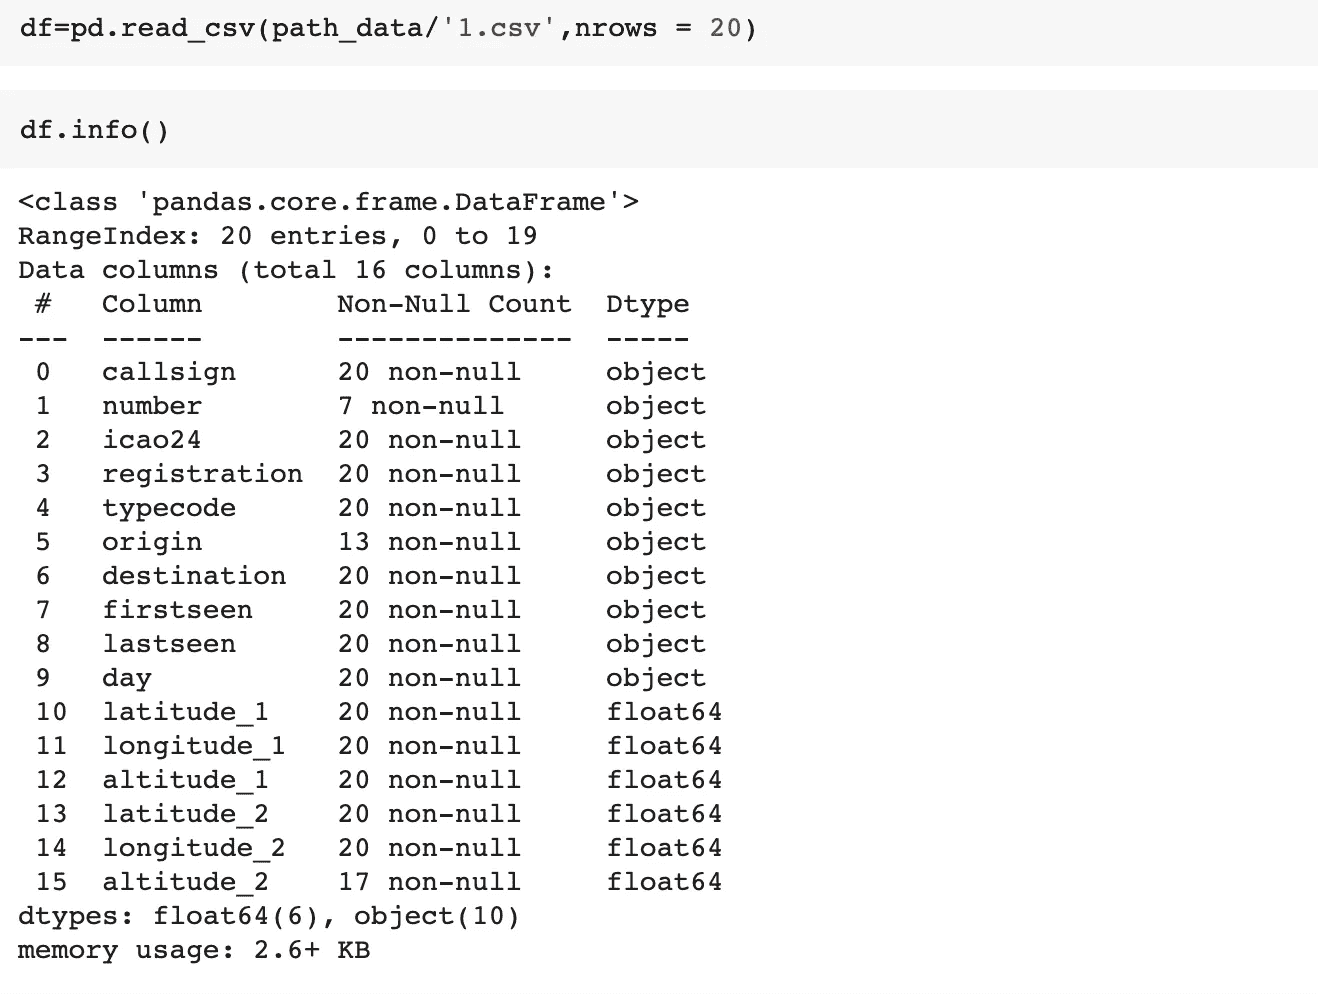 df=pd.read_csv(path_data/'1.csv',nrows = 20)
df.info()
<class 'pandas.core.frame.DataFrame'>
RangeIndex: 20 entries, 0 to 19
Data columns (total 16 columns):
 #   Column        Non-Null Count  Dtype
---  ------        --------------  -----
 0   callsign      20 non-null     object
 1   number        7 non-null      object
 2   icao24        20 non-null     object
 3   registration  20 non-null     object
 4   typecode      20 non-null     object
 5   origin        13 non-null     object
 6   destination   20 non-null     object
 7   firstseen     20 non-null     object
 8   lastseen      20 non-null     object
 9   day           20 non-null     object
 10  latitude_1    20 non-null     float64
 11  longitude_1   20 non-null     float64
 12  altitude_1    20 non-null     float64
 13  latitude_2    20 non-null     float64
 14  longitude_2   20 non-null     float64
 15  altitude_2    17 non-null     float64
dtypes: float64(6), object(10)
memory usage: 2.6+ KB